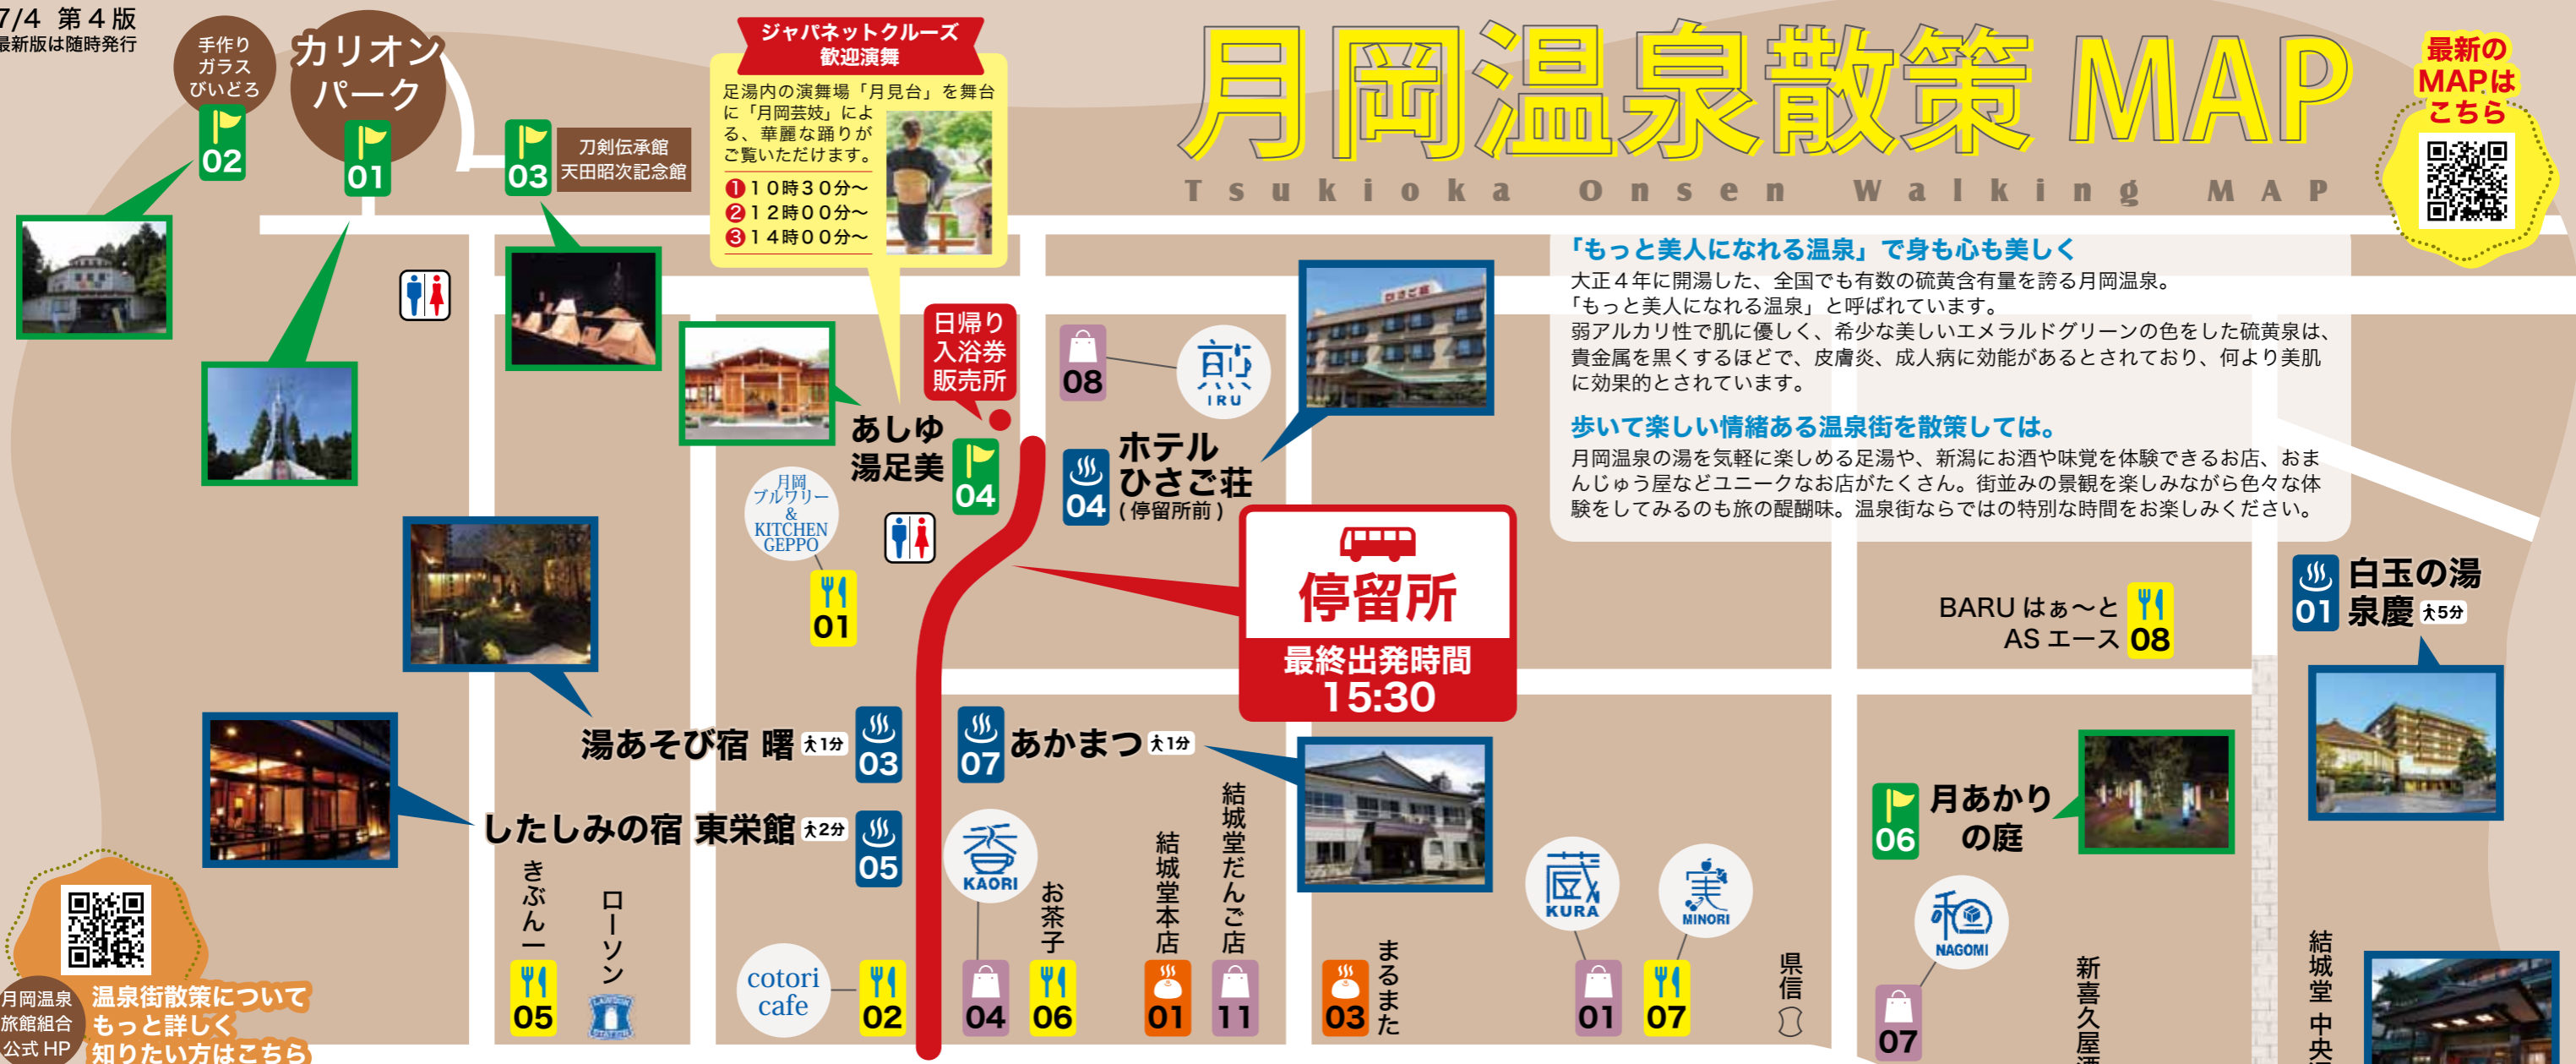 7/4 第4版
最新版は随時発行
手作り
ガラス
びいどろ
02
カリオン
パーク
01
03
刀剣伝承館
天田昭次記念館
ジャパネットクルーズ
歓迎演舞
足湯内の演舞場「月見台」を舞台
に「月岡芸妓」によ
る、華麗な踊りが
ご覧いただけます。
❶10時30分〜
❷12時00分〜
❸14時00分〜
月岡温泉散策 MAP
Tsukioka Onsen Walking MAP
最新の
MAPは
こちら
「もっと美人になれる温泉」で身も心も美しく
大正4年に開湯した、全国でも有数の硫黄含有量を誇る月岡温泉。
「もっと美人になれる温泉」と呼ばれています。
弱アルカリ性で肌に優しく、希少な美しいエメラルドグリーンの色をした硫黄泉は、
貴金属を黒くするほどで、皮膚炎、成人病に効能があるとされており、何より美肌
に効果的とされています。
歩いて楽しい情緒ある温泉街を散策しては。
月岡温泉の湯を気軽に楽しめる足湯や、新潟にお酒や味覚を体験できるお店、おま
んじゅう屋などユニークなお店がたくさん。街並みの景観を楽しみながら色々な体
験をしてみるのも旅の醍醐味。温泉街ならではの特別な時間をお楽しみください。
日帰り
入浴券
販売所
08
煎
IRU
ひさご荘
あしゆ
湯足美
04
04
ホテル
ひさご荘
(停留所前)
月岡
ブルワリー
&
KITCHEN
GEPPO
01
停留所
最終出発時間
15:30
BARU はぁ〜と
AS エース
08
01
白玉の湯
泉慶
5分
湯あそび宿 曙
1分
03
07
あかまつ
1分
したしみの宿 東栄館
2分
05
06
月あかり
の庭
きぶん一
05
ローソン
LAWSON
STATION
cotori
cafe
02
香
KAORI
04
お茶子
06
結城堂本店
01
結城堂だんご店
11
03
まるまた
蔵
KURA
01
実
MINORI
07
県信
和
NAGOMI
07
新喜久屋酒
結城堂 中央
月岡温泉
旅館組合
公式 HP
温泉街散策について
もっと詳しく
知りたい方はこちら